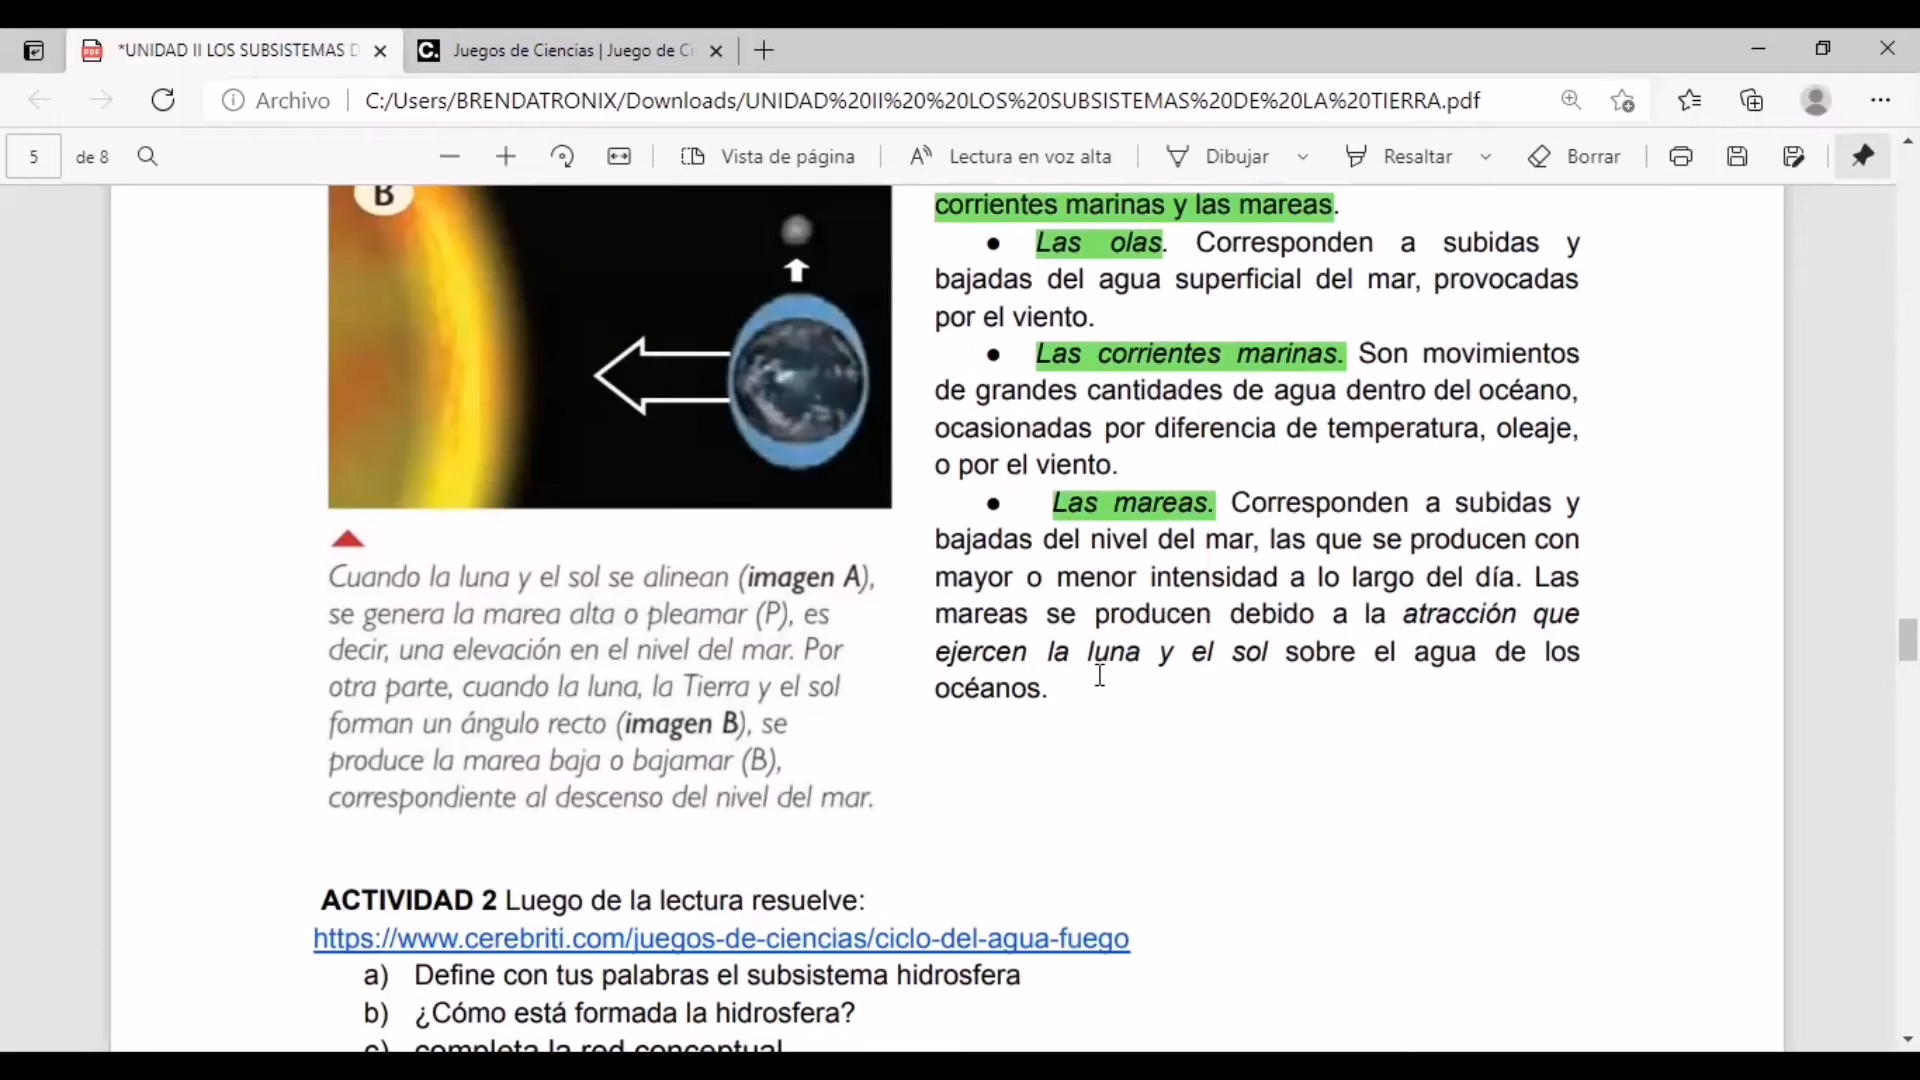 *UNIDAD II LOS SUBSISTEMAS D
C. Juegos de Ciencias | Juego de Ci
Archivo
C:/Users/BRENDATRONIX/Downloads/UNIDAD%20II%20%20LOS%20SUBSISTEMAS%20DE%20LA%20TIERRA.pdf
5 de 8
Vista de página
Lectura en voz alta
Dibujar
Resaltar
Borrar
B
corrientes marinas y las mareas.
● Las olas. Corresponden a subidas y
bajadas del agua superficial del mar, provocadas
por el viento.
● Las corrientes marinas. Son movimientos
de grandes cantidades de agua dentro del océano,
ocasionadas por diferencia de temperatura, oleaje,
o por el viento.
● Las mareas. Corresponden a subidas y
bajadas del nivel del mar, las que se producen con
mayor o menor intensidad a lo largo del día. Las
mareas se producen debido a la atracción que
ejercen la luna y el sol sobre el agua de los
océanos.
Cuando la luna y el sol se alinean (imagen A),
se genera la marea alta o pleamar (P), es
decir, una elevación en el nivel del mar. Por
otra parte, cuando la luna, la Tierra y el sol
forman un ángulo recto (imagen B), se
produce la marea baja o bajamar (B),
correspondiente al descenso del nivel del mar.
ACTIVIDAD 2 Luego de la lectura resuelve:
https://www.cerebriti.com/juegos-de-ciencias/ciclo-del-agua-fuego
a) Define con tus palabras el subsistema hidrosfera
b) ¿Cómo está formada la hidrosfera?
c) completa la red conceptual